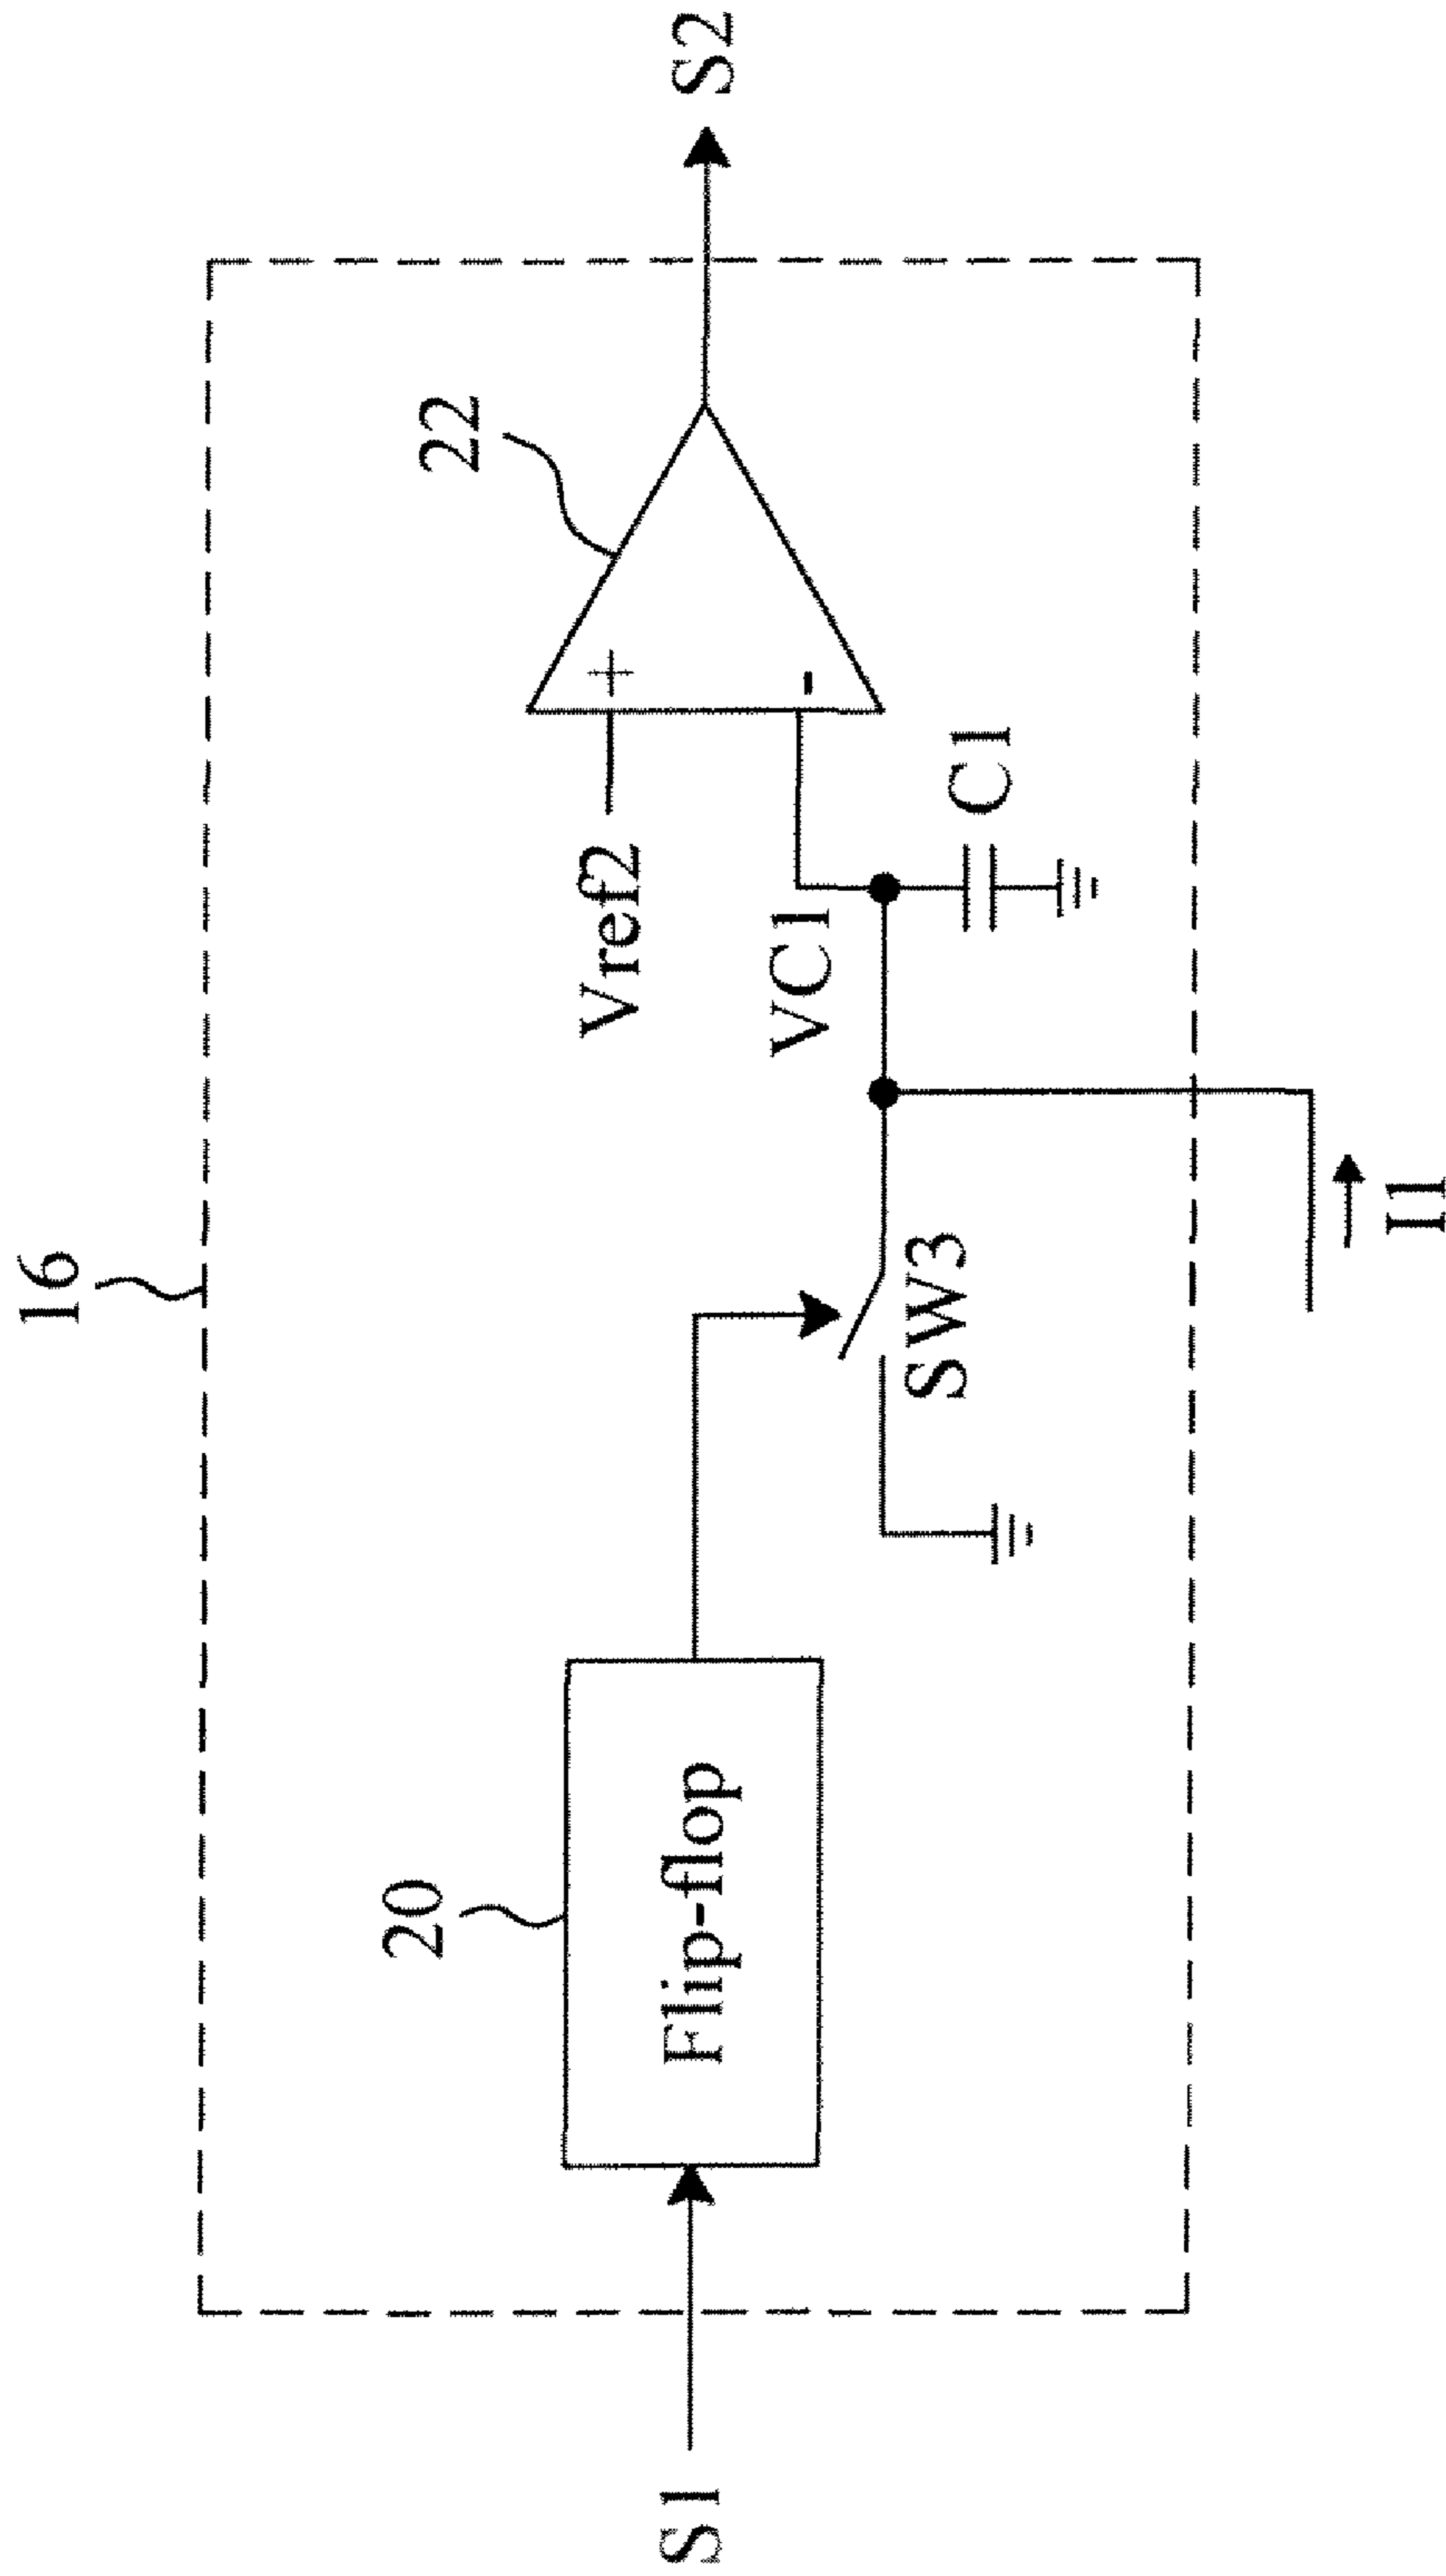 16
20
22
S1
Flip-flop
Vref2
+
-
S2
VC1
SW3
C1
I1